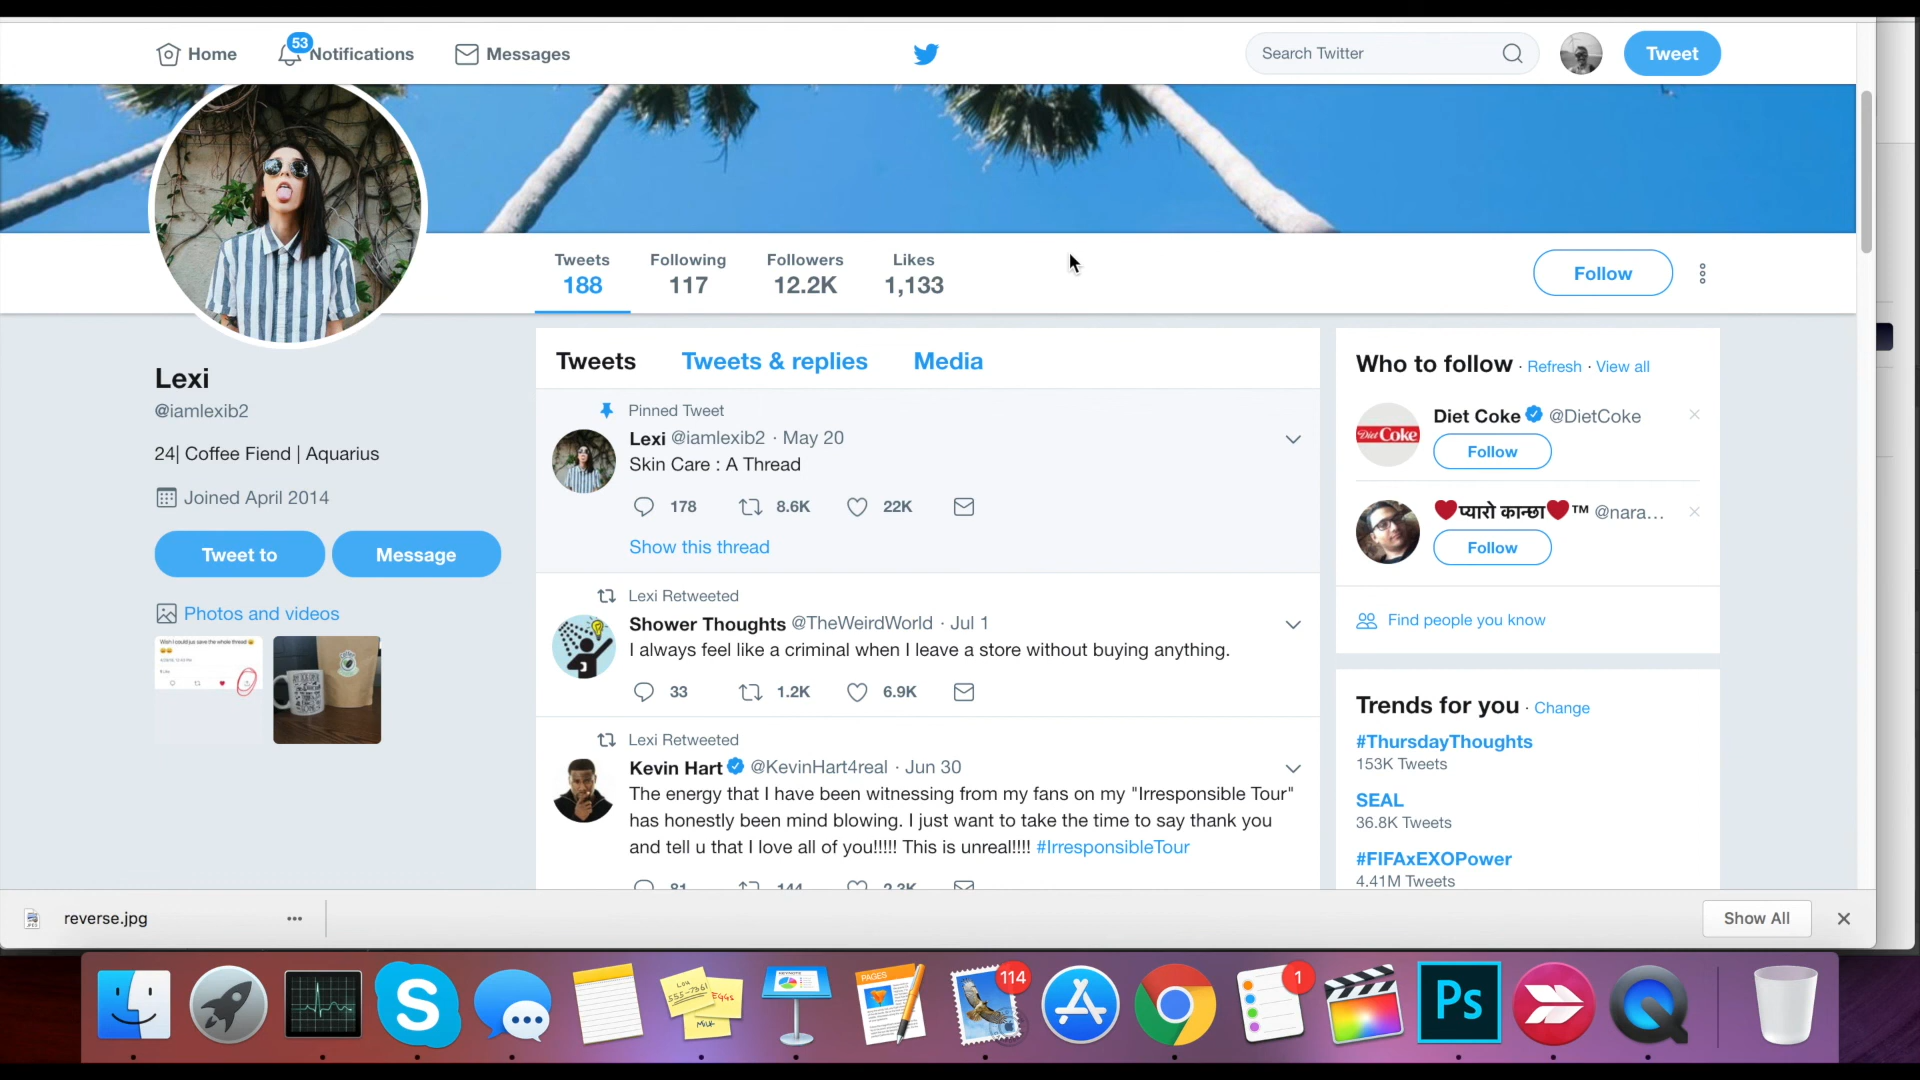 Home
53
Notifications
Messages
Search Twitter
Tweet
Tweets
188
Following
117
Followers
12.2K
Likes
1,133
Follow
Lexi
@iamlexib2
24| Coffee Fiend | Aquarius
Joined April 2014
Tweet to
Message
Photos and videos
Tweets
Tweets & replies
Media
Pinned Tweet
Lexi @iamlexib2 · May 20
Skin Care : A Thread
178
8.6K
22K
Show this thread
Lexi Retweeted
Shower Thoughts @TheWeirdWorld · Jul 1
I always feel like a criminal when I leave a store without buying anything.
33
1.2K
6.9K
Lexi Retweeted
Kevin Hart @KevinHart4real · Jun 30
The energy that I have been witnessing from my fans on my "Irresponsible Tour"
has honestly been mind blowing. I just want to take the time to say thank you
and tell u that I love all of you!!!!! This is unreal!!!! #IrresponsibleTour
81
144
2.3K
Who to follow · Refresh · View all
Diet Coke
Diet Coke @DietCoke
Follow
❤प्यारो कान्छा❤™ @nara...
Follow
Find people you know
Trends for you · Change
#ThursdayThoughts
153K Tweets
SEAL
36.8K Tweets
#FIFAxEXOPower
4.41M Tweets
reverse.jpg
Show All
PAGES
114
1
Ps